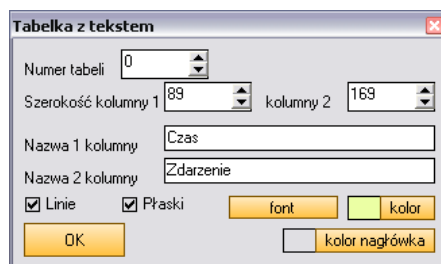 Tabelka z tekstem
Numer tabeli 0
Szerokość kolumny 1 89 kolumny 2 169
Nazwa 1 kolumny Czas
Nazwa 2 kolumny Zdarzenie
Linie Płaski font kolor
OK kolor nagłówka